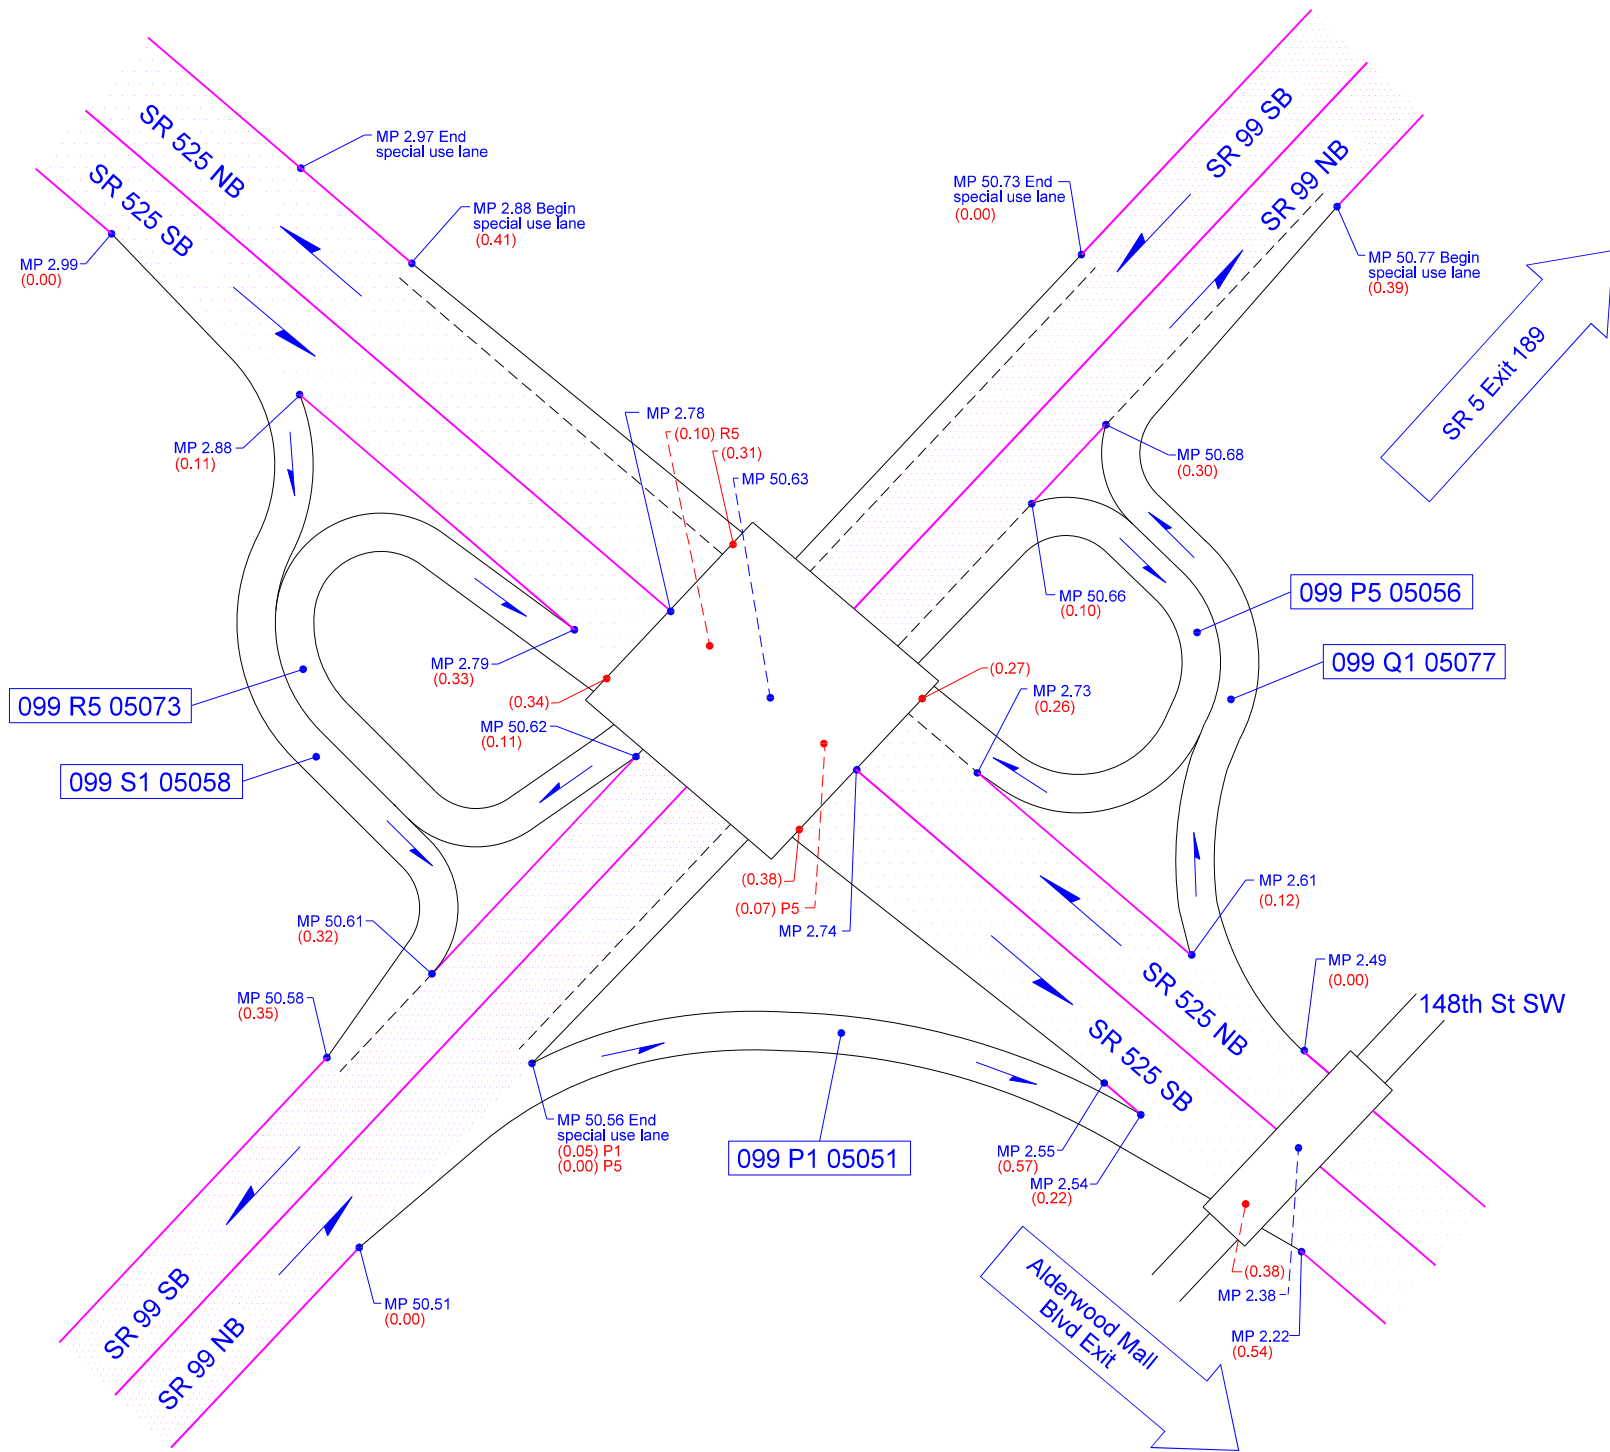 SR 99 SB
SR 525 NB
MP 2.97 End
special use lane
SR 99 NB
SR 525 SB
MP 50.73 End
special use lane
(0.00)
MP 2.88 Begin
special use lane
(0.41)
MP 2.99
(0.00)
MP 50.77 Begin
special use lane
(0.39)
SR 5 Exit 189
MP 2.78
(0.10) R5
(0.31)
MP 50.63
MP 2.88
(0.11)
MP 50.68
(0.30)
099 P5 05056
MP 50.66
(0.10)
MP 2.79
(0.33)
(0.34)
(0.27)
099 Q1 05077
MP 2.73
(0.26)
099 R5 05073
MP 50.62
(0.11)
099 S1 05058
(0.38)
(0.07) P5
MP 2.74
MP 2.61
(0.12)
MP 50.61
(0.32)
MP 2.49
(0.00)
MP 50.58
(0.35)
148th St SW
SR 525 NB
SR 525 SB
MP 50.56 End
special use lane
(0.05) P1
(0.00) P5
099 P1 05051
MP 2.55
(0.57)
MP 2.54
(0.22)
(0.38)
MP 2.38
MP 2.22
(0.54)
Alderwood Mall
Blvd Exit
MP 50.51
(0.00)
SR 99 SB
SR 99 NB